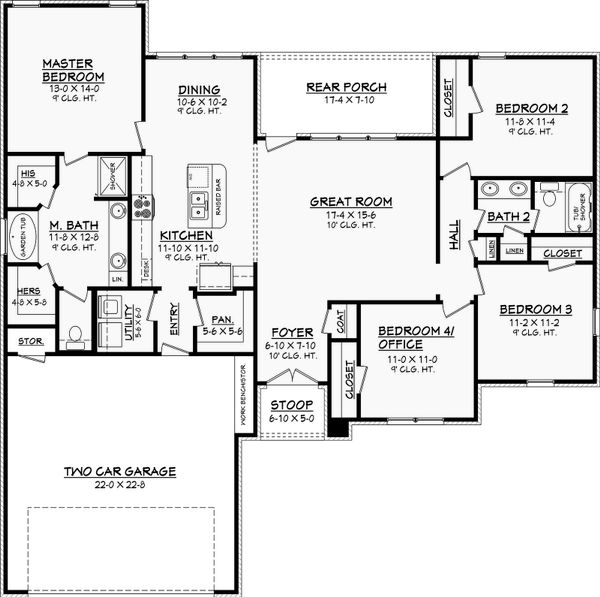 MASTER
BEDROOM
13-0 X 14-0
9' CLG. HT.
DINING
10-6 X 10-2
9' CLG. HT.
REAR PORCH
17-4 X 7-10
CLOSET
BEDROOM 2
11-8 X 11-4
9' CLG. HT.
HIS
4-8 X 5-0
SHOWER
RAISED BAR
GREAT ROOM
17-4 X 15-6
10' CLG. HT.
BATH 2
TUB/
SHOWER
GARDEN TUB
M. BATH
11-8 X 12-8
9' CLG. HT.
KITCHEN
11-10 X 11-10
9' CLG. HT.
HALL
LINEN
LINEN
CLOSET
LIN.
DESK
HERS
4-8 X 5-8
UTILITY
5-6 X 6-0
ENTRY
PAN.
5-6 X 5-6
FOYER
6-10 X 7-10
10' CLG. HT.
COAT
BEDROOM 4/
OFFICE
11-0 X 11-0
9' CLG. HT.
BEDROOM 3
11-2 X 11-2
9' CLG. HT.
STOR.
CLOSET
WORK BENCH/STOR
STOOP
6-10 X 5-0
TWO CAR GARAGE
22-0 X 22-8